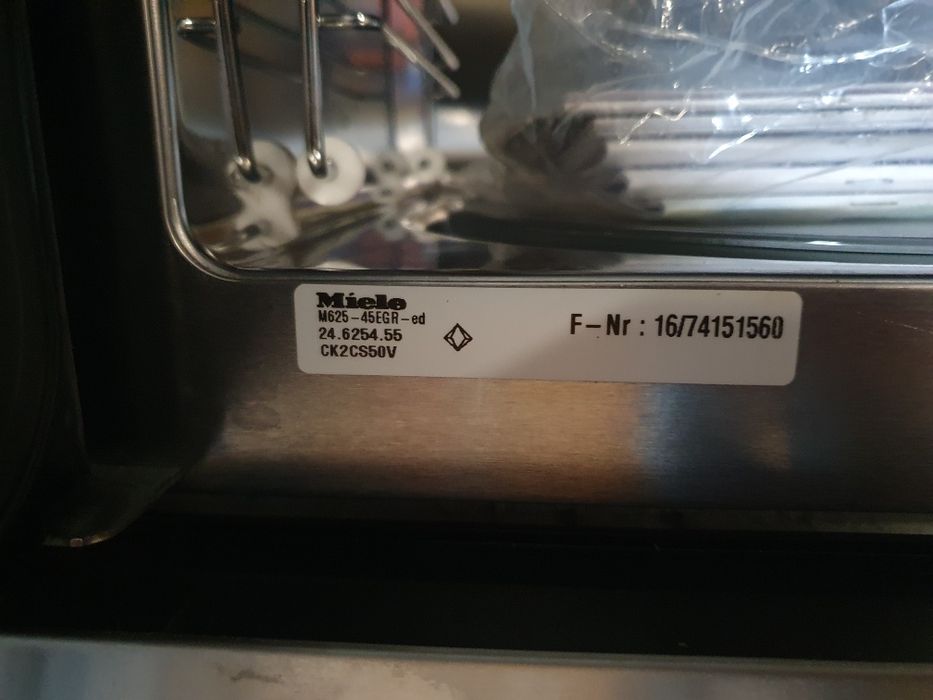 Miele
M625-45EGR-ed
24.6254.55
CK2CS50V
F-Nr : 16/74151560